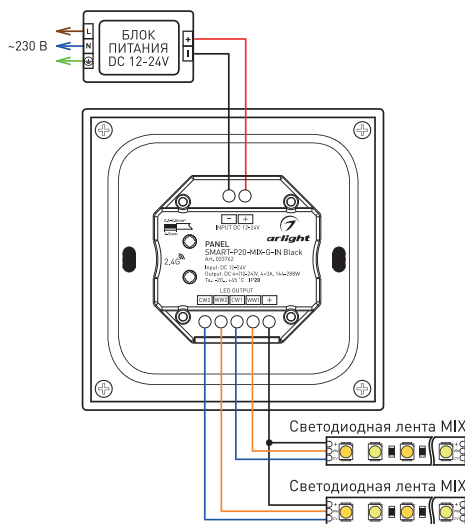 ~230 В
L
N
БЛОК
ПИТАНИЯ
DC 12-24V
+
INPUT DC 12-24V
− +
arlight
PANEL
SMART-P20-MIX-G-IN Black
Art. 033762
2,4G
Input: DC 12-24V
Output: DC 4×(12-24)V, 4×3A, 144-288W
IP20
LED OUTPUT
CW2 WW2 CW1 WW1 +
Светодиодная лента MIX
Светодиодная лента MIX